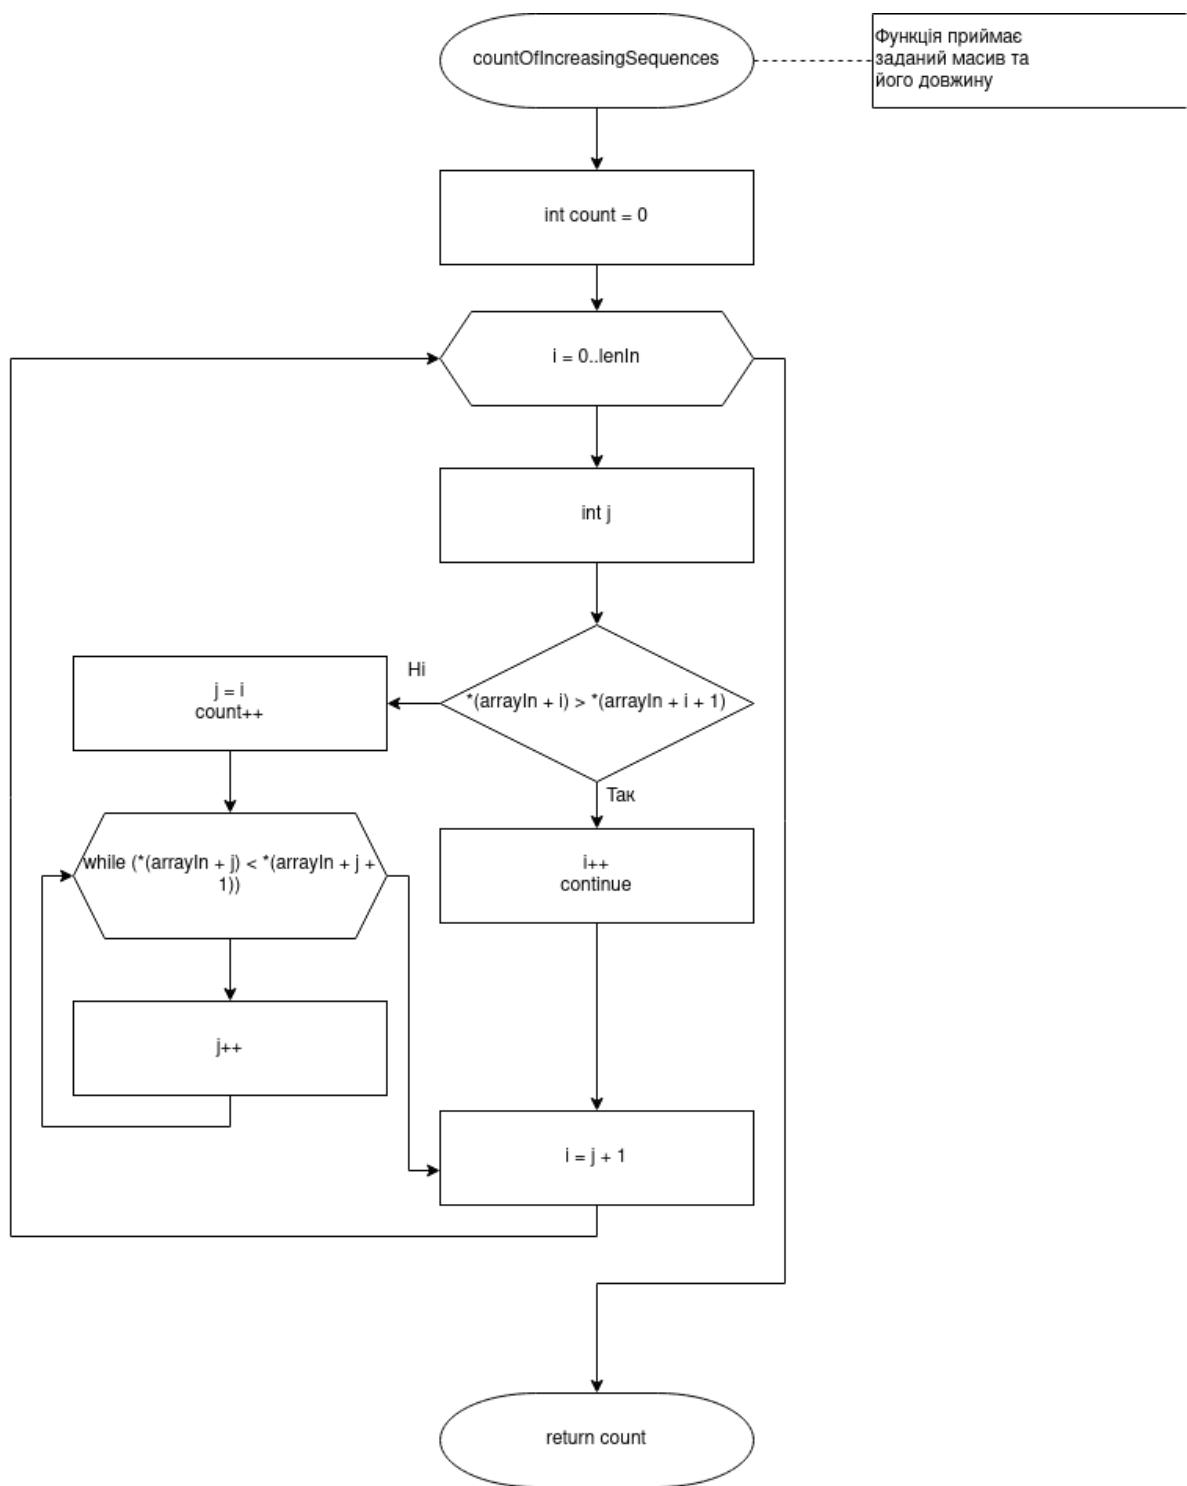 countOfIncreasingSequences
Функція приймає
заданий масив та
його довжину
int count = 0
i = 0..lenIn
int j
Ні
*(arrayIn + i) > *(arrayIn + i + 1)
j = i
count++
Так
while (*(arrayIn + j) < *(arrayIn + j +
1))
i++
continue
j++
i = j + 1
return count